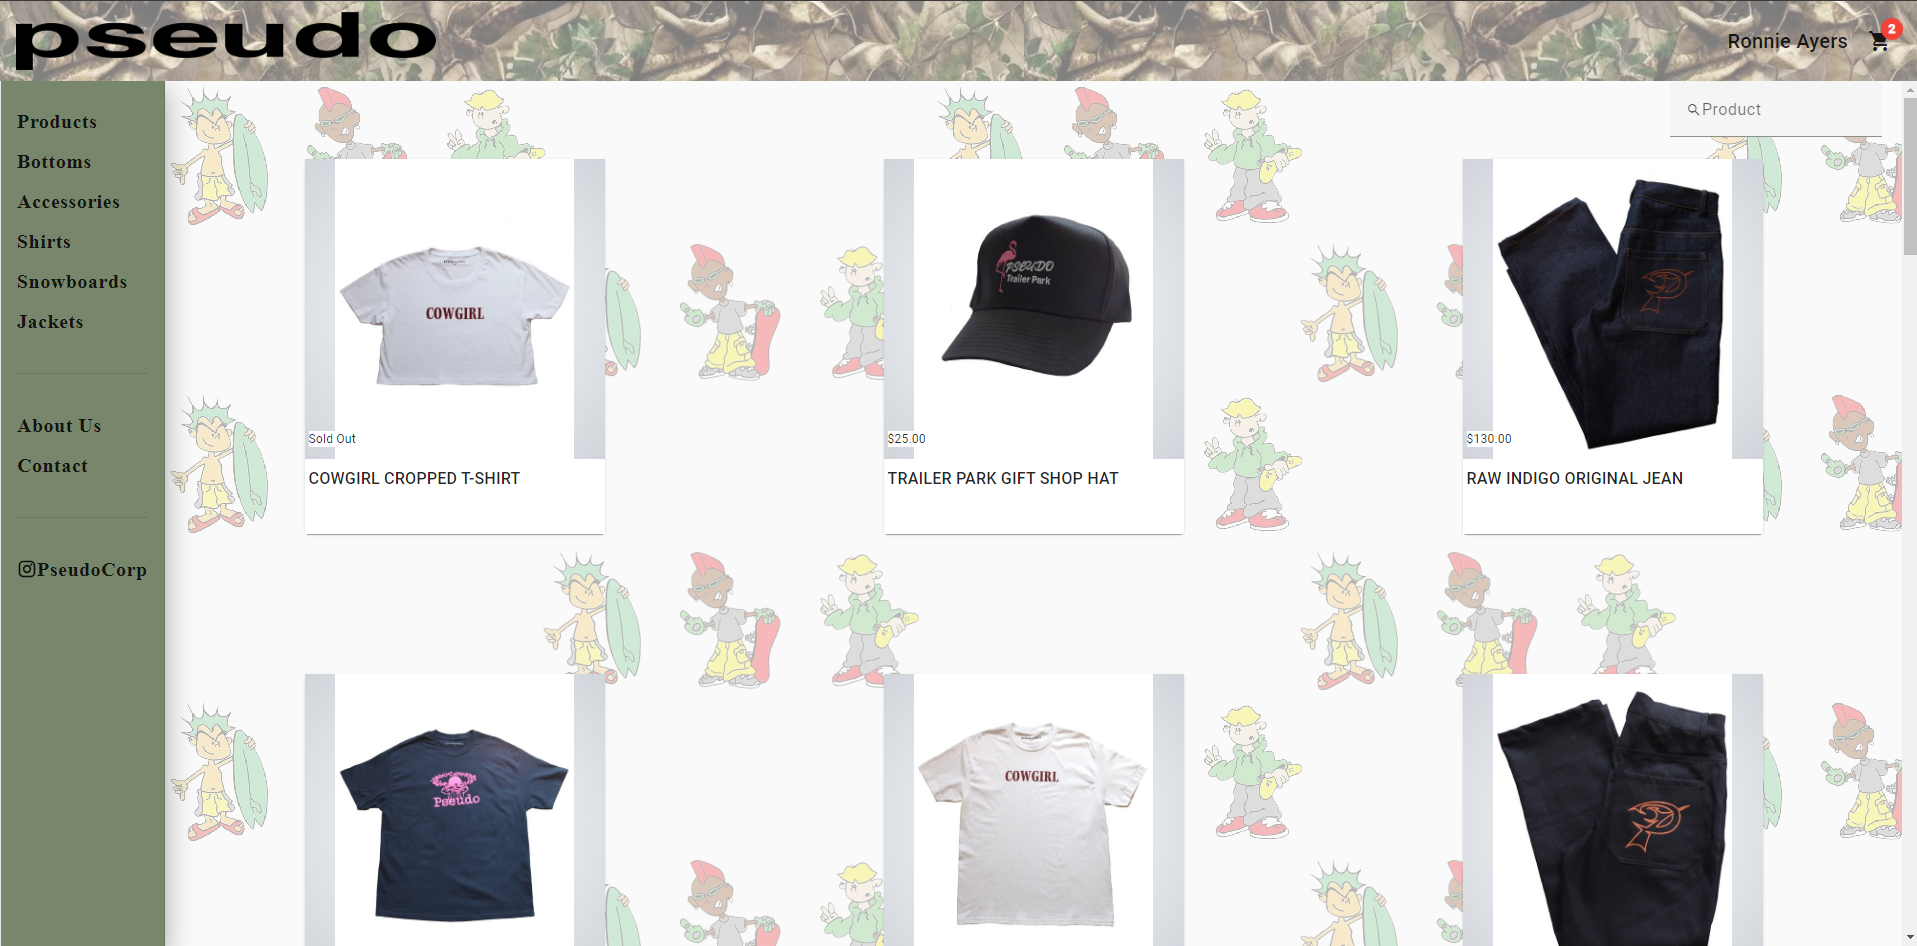 pseudo
Ronnie Ayers
2
Product
Products
Bottoms
Accessories
Shirts
Snowboards
Jackets
About Us
Contact
PseudoCorp
COWGIRL
Sold Out
COWGIRL CROPPED T-SHIRT
PSEUDO
Trailer Park
$25.00
TRAILER PARK GIFT SHOP HAT
$130.00
RAW INDIGO ORIGINAL JEAN
Pseudo
COWGIRL